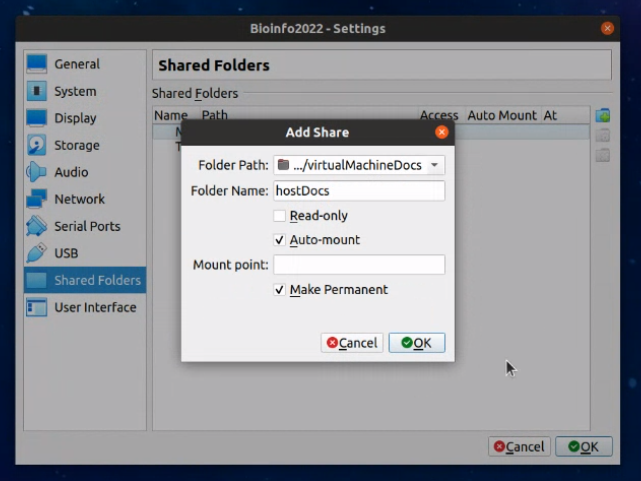 Bioinfo2022 - Settings
General
System
Display
Storage
Audio
Network
Serial Ports
USB
Shared Folders
User Interface
Shared Folders
Shared Folders
Name Path Access Auto Mount At
Add Share
Folder Path: .../virtualMachineDocs
Folder Name: hostDocs
Read-only
Auto-mount
Mount point:
Make Permanent
Cancel OK
Cancel OK